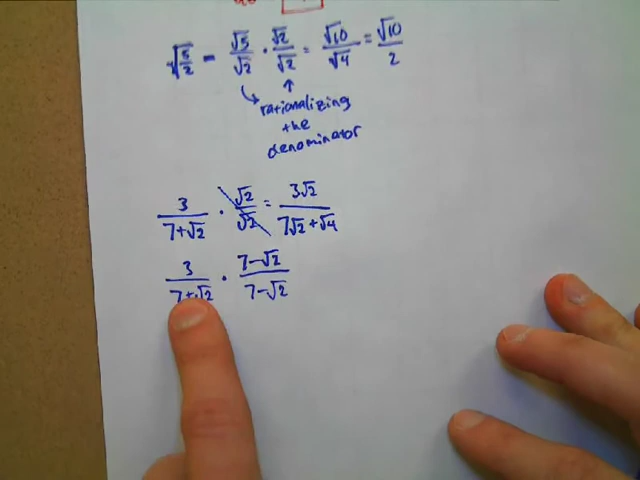 √5/2 = √5/√2 · √2/√2 = √10/√4 = √10/2
rationalizing
the
denominator
3/7+√2 · √2/√2 = 3√2/7√2+√4
3/7+√2 · 7-√2/7-√2